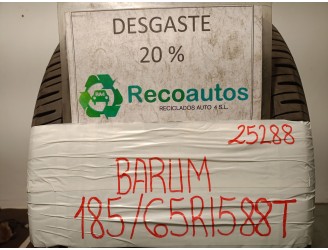 DESGASTE
20 %
Recoautos
RECICLADOS AUTO 4 S.L.
25288
BARUM
185/65R1588T